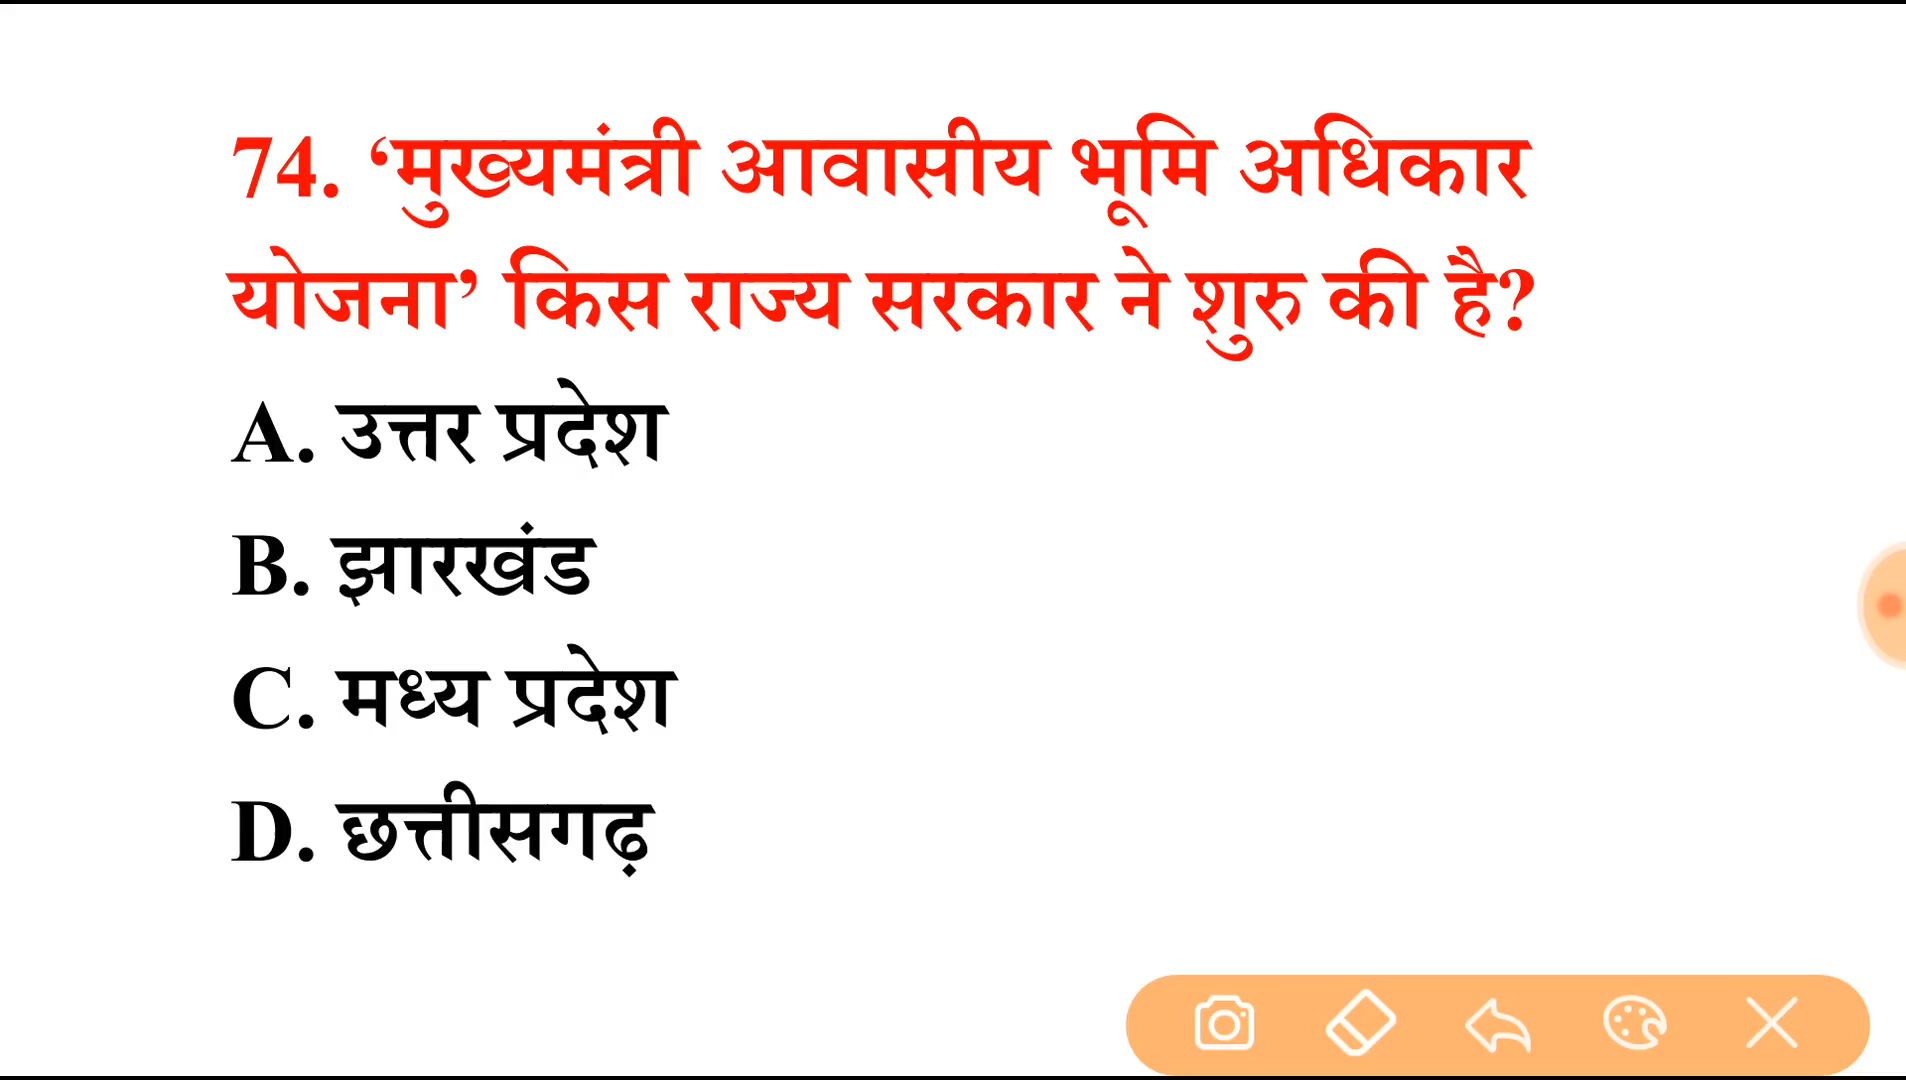 74. ‘मुख्यमंत्री आवासीय भूमि अधिकार
योजना’ किस राज्य सरकार ने शुरु की है?
A. उत्तर प्रदेश
B. झारखंड
C. मध्य प्रदेश
D. छत्तीसगढ़